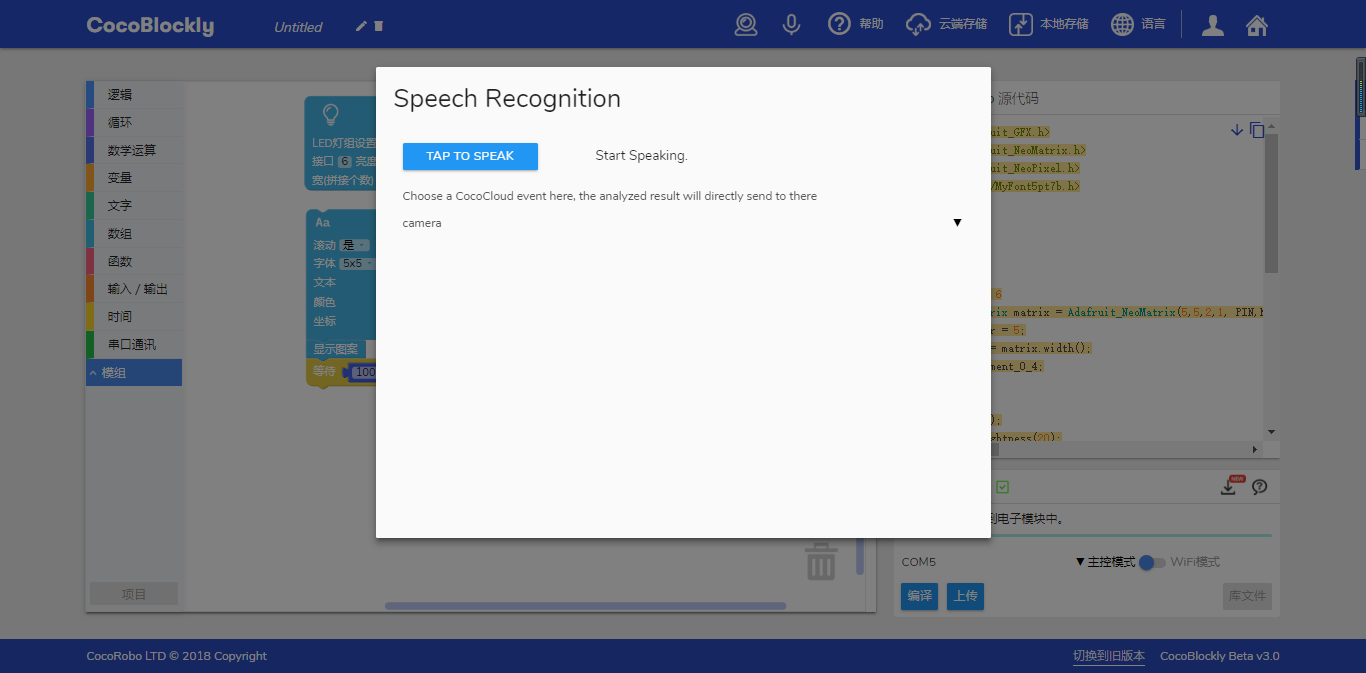 CocoBlockly
Untitled
帮助
云端存储
本地存储
语言
逻辑
循环
数学运算
变量
文字
数组
函数
输入 / 输出
时间
串口通讯
模组
项目
LED灯组设置
接口 6 亮度
宽(拼接个数)
Aa
滚动 是
字体 5x5
文本
颜色
坐标
显示图案
等待 100
Speech Recognition
TAP TO SPEAK
Start Speaking.
Choose a CocoCloud event here, the analyzed result will directly send to there
camera
源代码
uit_GFX.h>
uit_NeoMatrix.h>
uit_NeoPixel.h>
/MyFont5pt7b.h>
6
rix matrix = Adafruit_NeoMatrix(5,5,2,1, PIN,
r = 5;
= matrix.width();
ment_0_4;
);
ghtness(20);
NEW
到电子模块中。
COM5
主控模式
WiFi模式
编译
上传
库文件
CocoRobo LTD © 2018 Copyright
切换到旧版本
CocoBlockly Beta v3.0